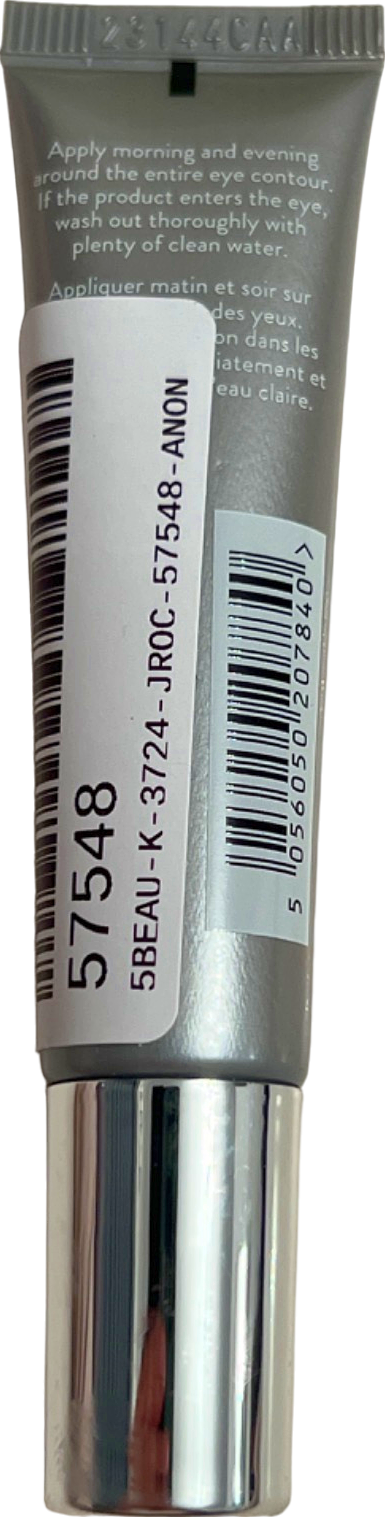 23144CAA
Apply morning and evening
around the entire eye contour.
If the product enters the eye,
wash out thoroughly with
plenty of clean water.
Appliquer matin et soir sur
des yeux.
on dans les
iatement et
'eau claire.
57548
5BEAU-K-3724-JROC-57548-ANON
5 056050 207840 >